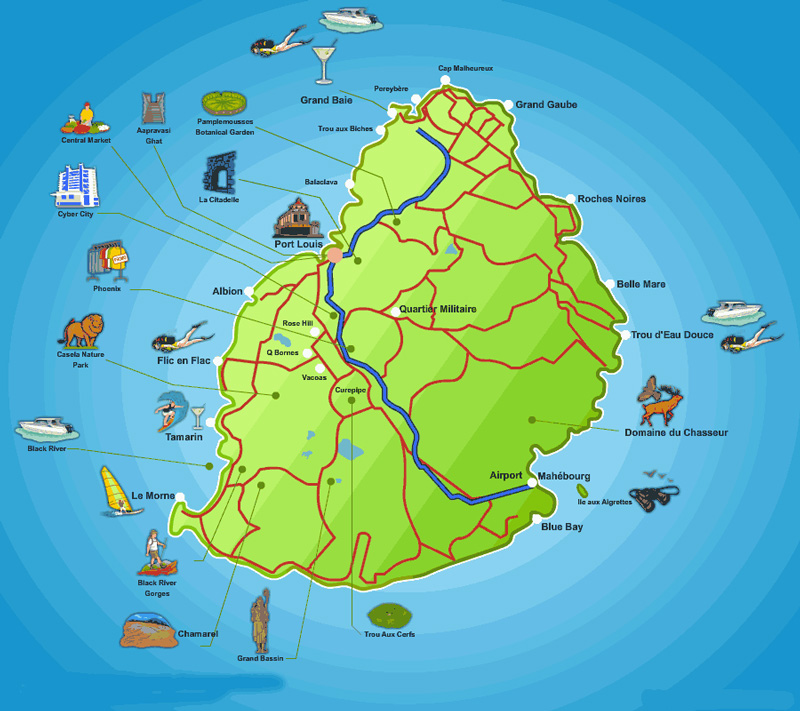 Cap Malheureux
Pereybère
Grand Baie
Grand Gaube
Pamplemousses
Botanical Garden
Aapravasi
Ghat
Central Market
Trou aux Biches
La Citadelle
Balaclava
Cyber City
Roches Noires
Port Louis
Phoenix
Albion
Belle Mare
Quartier Militaire
Rose Hill
Trou d'Eau Douce
Casela Nature
Park
Flic en Flac
Q Bornes
Vacoas
Curepipe
Tamarin
Domaine du Chasseur
Black River
Airport
Mahébourg
Le Morne
Ile aux Aigrettes
Blue Bay
Black River
Gorges
Chamarel
Trou Aux Cerfs
Grand Bassin